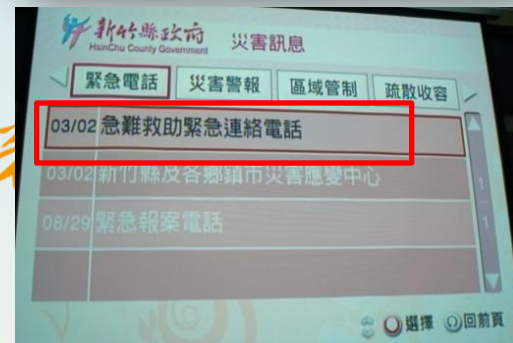 新竹縣政府 災害訊息
HsinChu County Government
緊急電話 災害警報 區域管制 疏散收容
03/02 急難救助緊急連絡電話
03/02 新竹縣及各鄉鎮市災害應變中心
08/29 緊急報案電話
1
1
選擇 回前頁